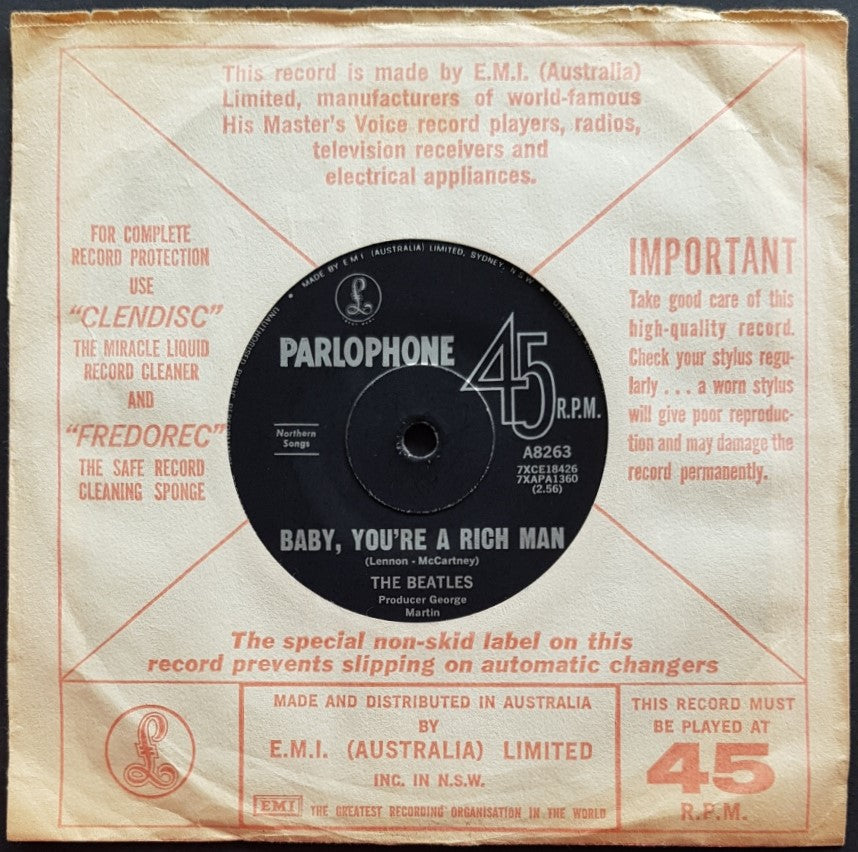 This record is made by E.M.I. (Australia)
Limited, manufacturers of world-famous
His Master's Voice record players, radios,
television receivers and
electrical appliances.
FOR COMPLETE
RECORD PROTECTION
USE
"CLENDISC"
THE MIRACLE LIQUID
RECORD CLEANER
AND
"FREDOREC"
THE SAFE RECORD
CLEANING SPONGE
MADE BY E M I (AUSTRALIA) LIMITED, SYDNEY, N.S.W.
£
PARLOPHONE
45
R.P.M.
Northern
Songs
A8263
7XCE18426
7XAPA1360
(2.56)
BABY, YOU'RE A RICH MAN
(Lennon - McCartney)
THE BEATLES
Producer George
Martin
IMPORTANT
Take good care of this
high-quality record.
Check your stylus regu-
larly . . . a worn stylus
will give poor reproduc-
tion and may damage the
record permanently.
The special non-skid label on this
record prevents slipping on automatic changers
£
MADE AND DISTRIBUTED IN AUSTRALIA
BY
E.M.I. (AUSTRALIA) LIMITED
INC. IN N.S.W.
EMI THE GREATEST RECORDING ORGANISATION IN THE WORLD
THIS RECORD MUST
BE PLAYED AT
45
R.P.M.